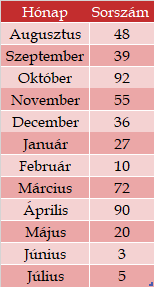 Hónap Sorszám
Augusztus 48
Szeptember 39
Október 92
November 55
December 36
Január 27
Február 10
Március 72
Április 90
Május 20
Június 3
Július 5